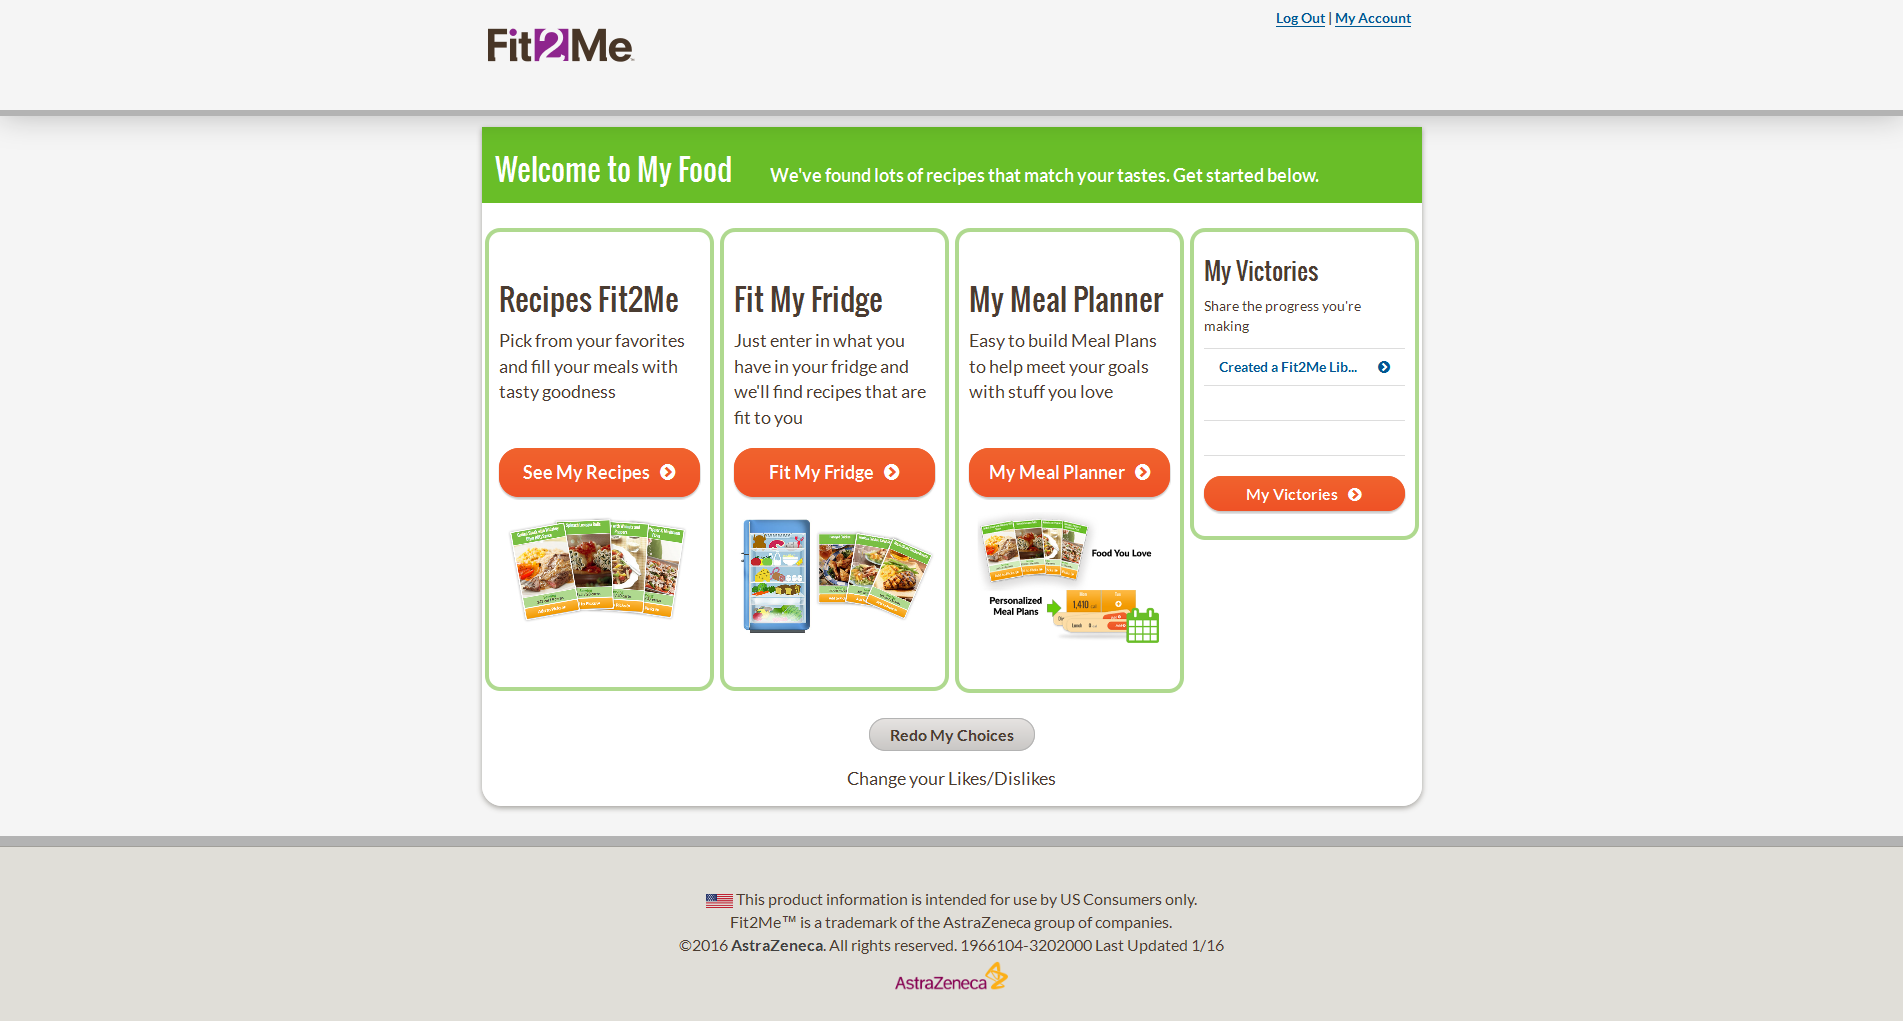 Log Out | My Account
Fit2Me™
Welcome to My Food
We've found lots of recipes that match your tastes. Get started below.
Recipes Fit2Me
Pick from your favorites
and fill your meals with
tasty goodness
See My Recipes
Fit My Fridge
Just enter in what you
have in your fridge and
we'll find recipes that are
fit to you
Fit My Fridge
My Meal Planner
Easy to build Meal Plans
to help meet your goals
with stuff you love
My Meal Planner
Food You Love
Personalized
Meal Plans
1,410
My Victories
Share the progress you're
making
Created a Fit2Me Lib...
My Victories
Redo My Choices
Change your Likes/Dislikes
This product information is intended for use by US Consumers only.
Fit2Me™ is a trademark of the AstraZeneca group of companies.
©2016 AstraZeneca. All rights reserved. 1966104-3202000 Last Updated 1/16
AstraZeneca